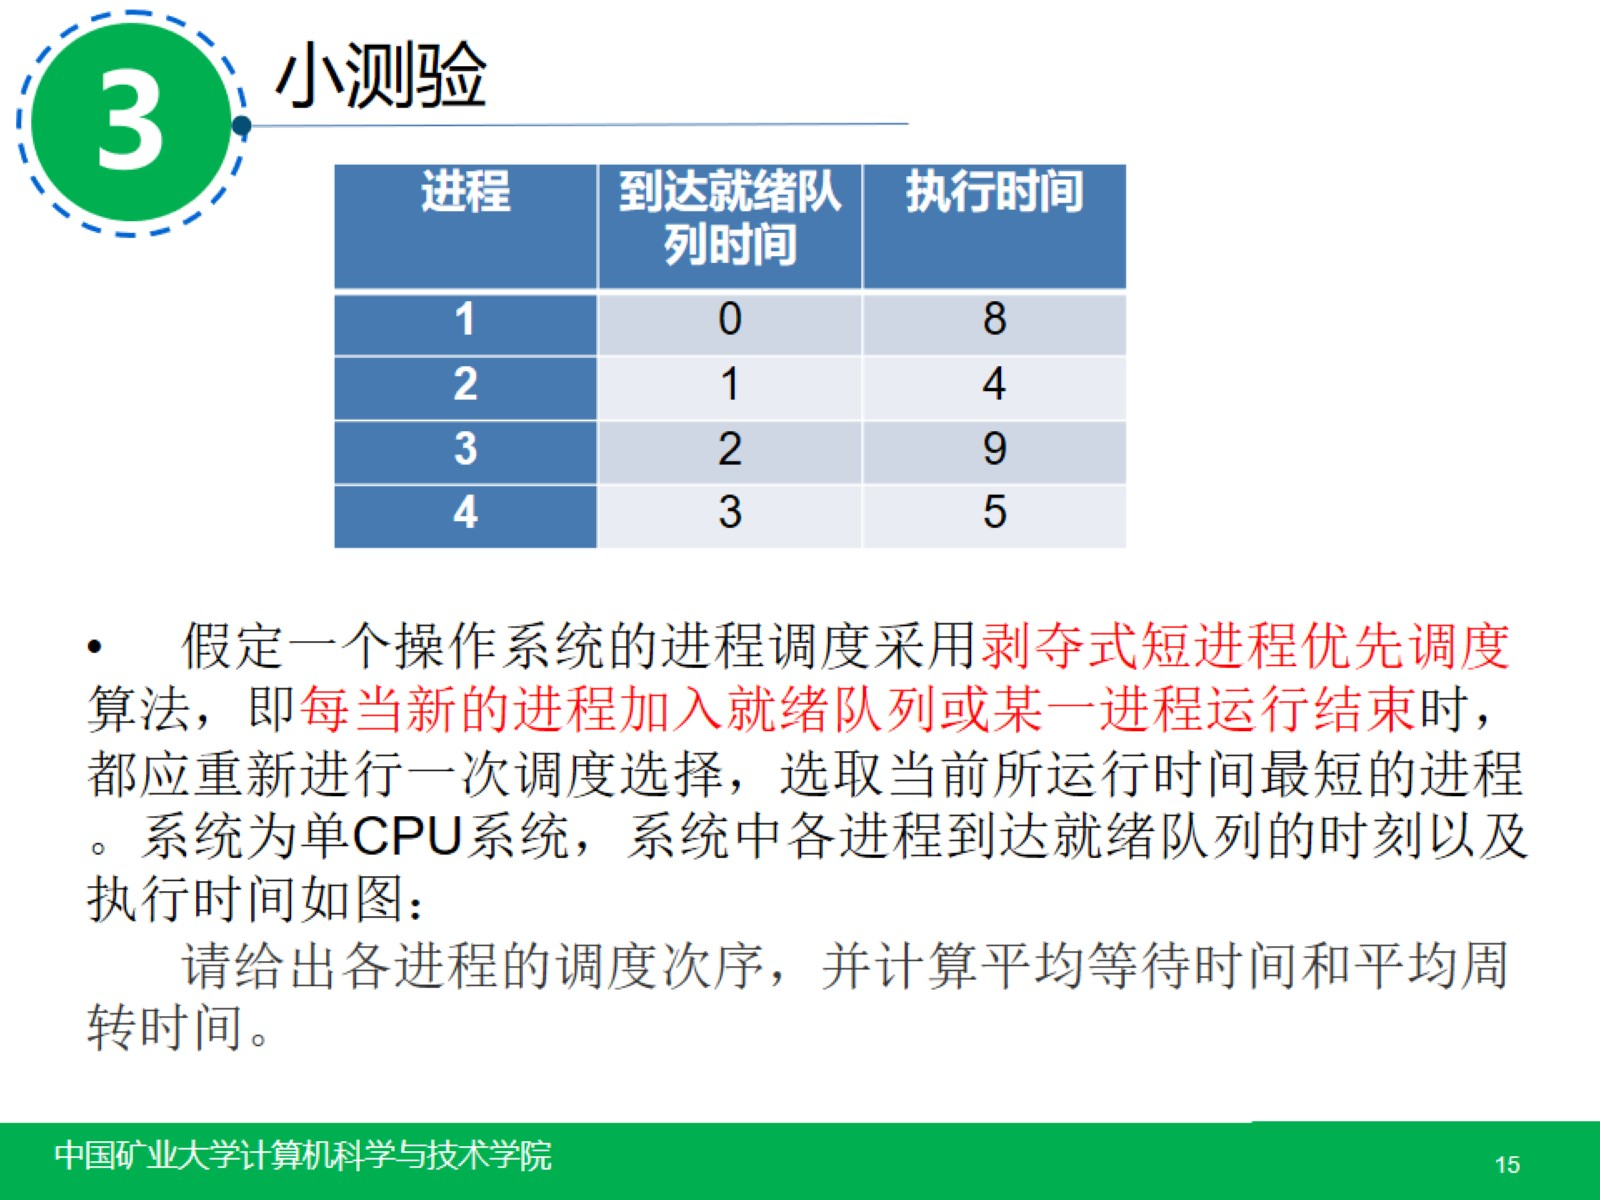 3
小测验
进程 到达就绪队列时间 执行时间
1 0 8
2 1 4
3 2 9
4 3 5
• 假定一个操作系统的进程调度采用剥夺式短进程优先调度
算法，即每当新的进程加入就绪队列或某一进程运行结束时，
都应重新进行一次调度选择，选取当前所运行时间最短的进程
。系统为单CPU系统，系统中各进程到达就绪队列的时刻以及
执行时间如图：
请给出各进程的调度次序，并计算平均等待时间和平均周
转时间。
中国矿业大学计算机科学与技术学院
15